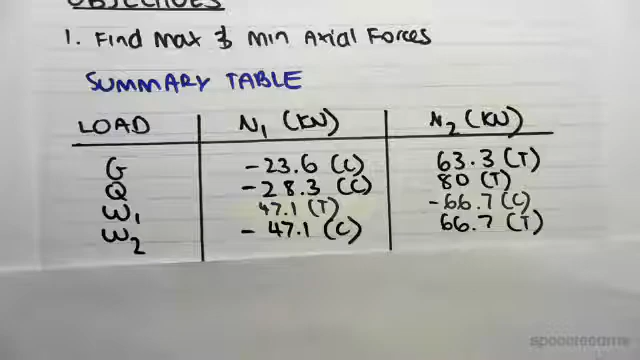 OBJECTIVES
1. Find Max & Min Axial Forces
SUMMARY TABLE
LOAD N₁ (KN) N₂ (KN)
G -23.6 (C) 63.3 (T)
Q -28.3 (C) 80 (T)
W₁ 47.1 (T) -66.7 (C)
W₂ -47.1 (C) 66.7 (T)